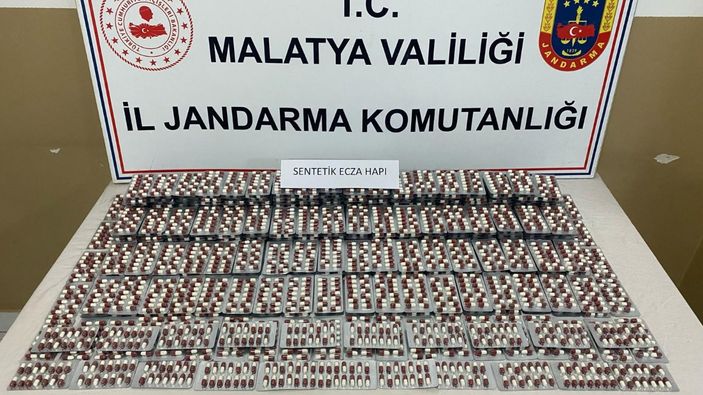 T.C.
MALATYA VALİLİĞİ
İL JANDARMA KOMUTANLIĞI
JANDARMA
SENTETİK ECZA HAPI